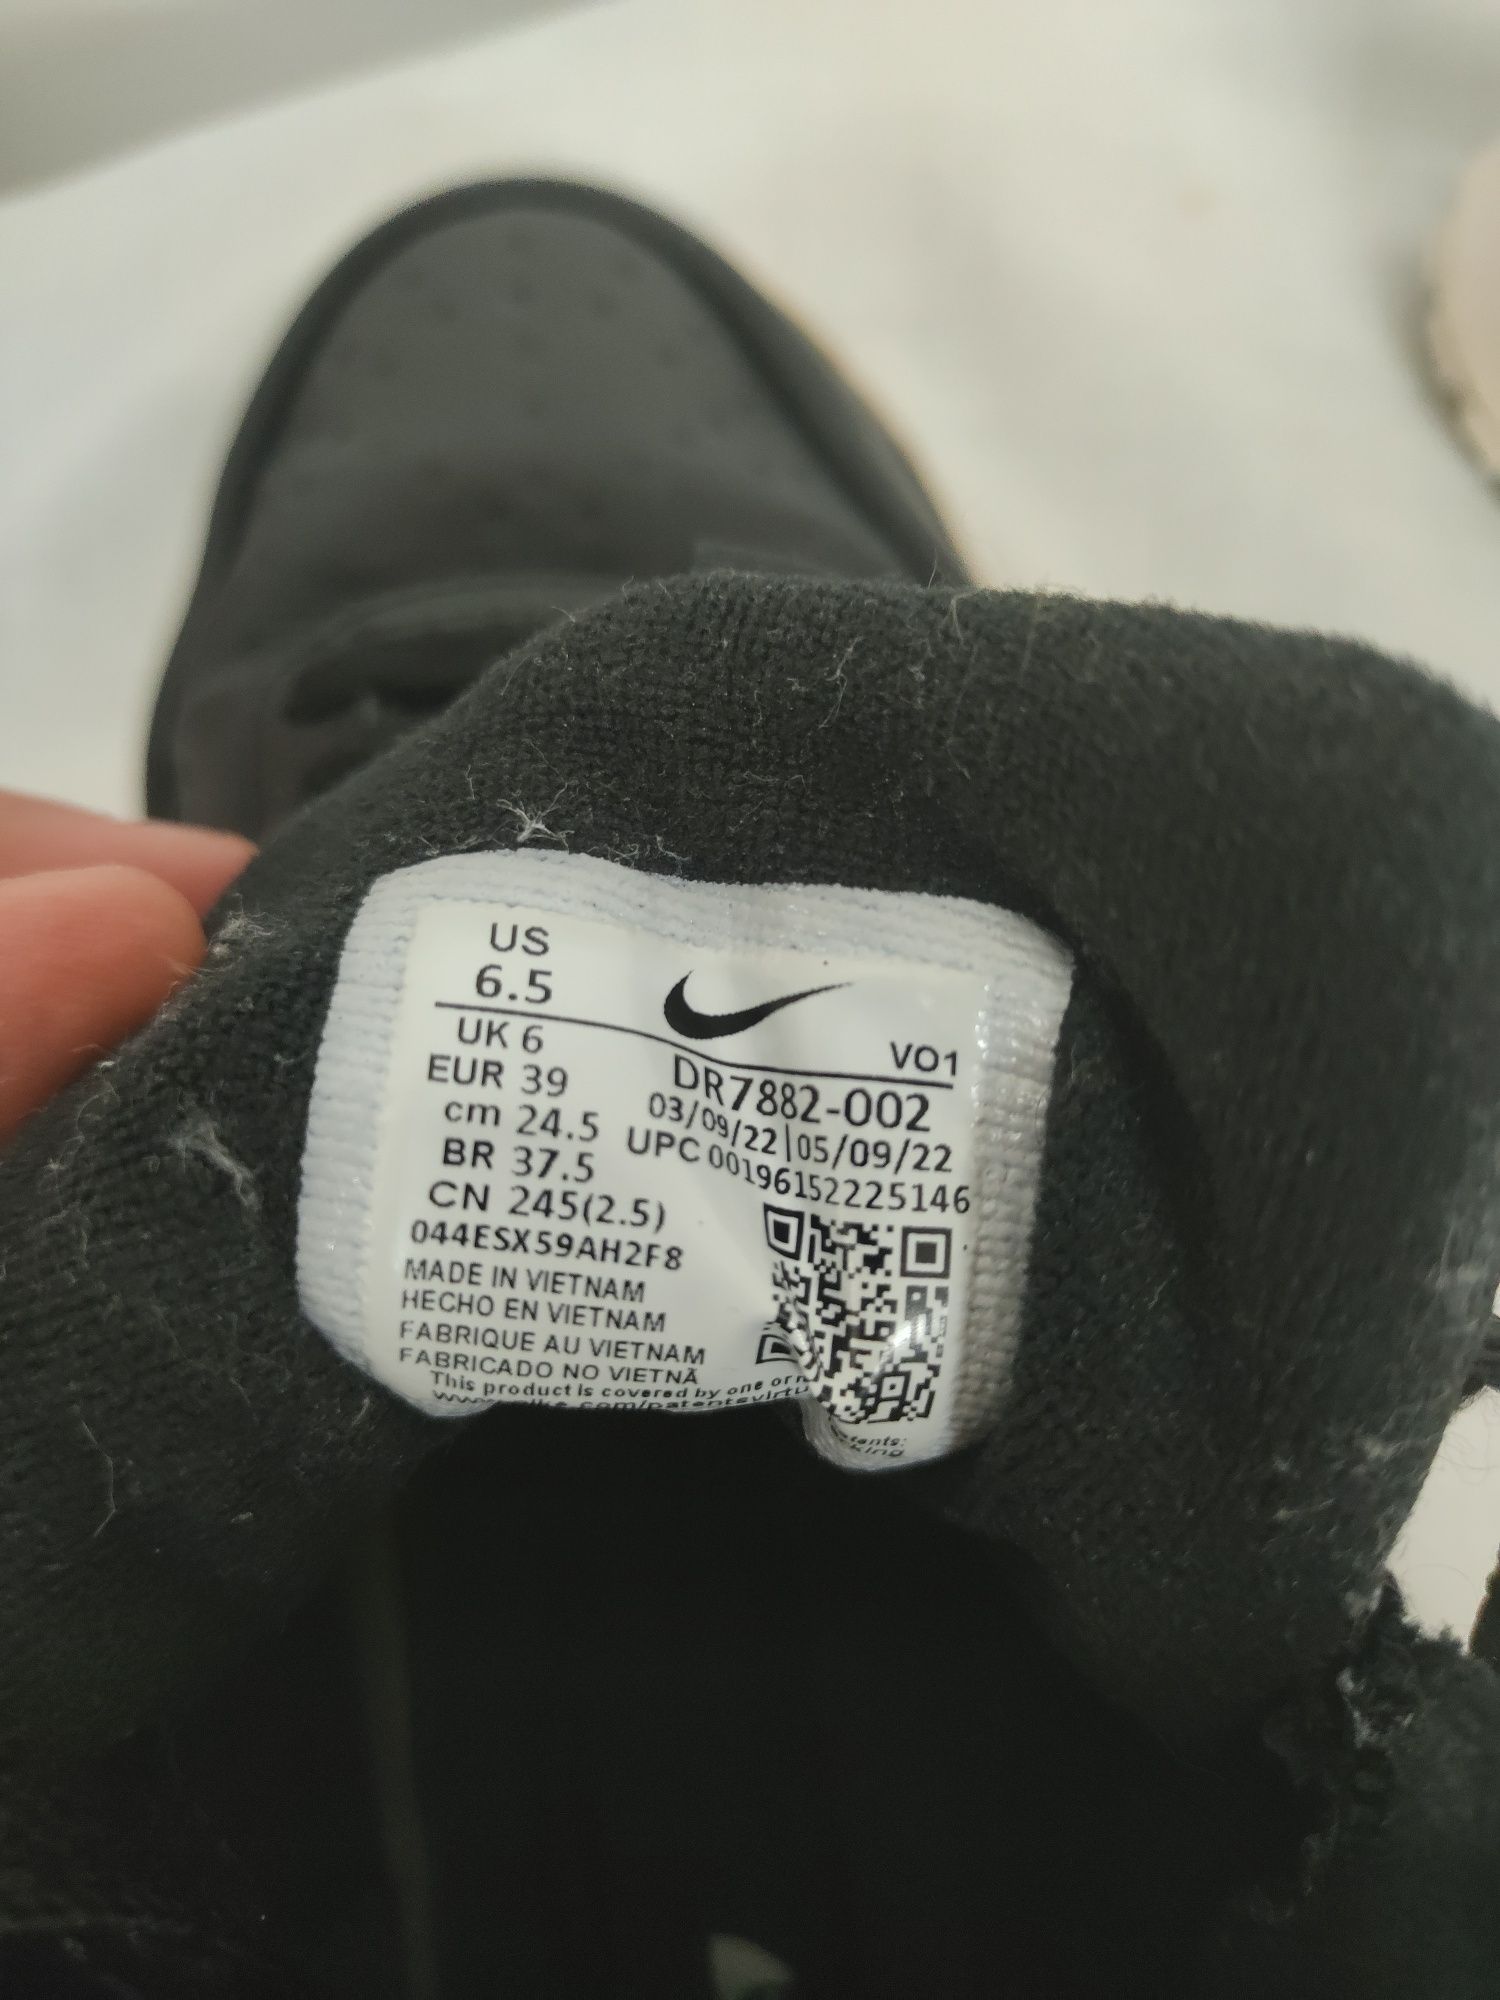 US
6.5
UK 6
EUR 39
cm 24.5
BR 37.5
CN 245(2.5)
044ESX59AH2F8
MADE IN VIETNAM
HECHO EN VIETNAM
FABRIQUE AU VIETNAM
FABRICADO NO VIETNÃ
This product is covered by one or
VO1
DR7882-002
03/09/22|05/09/22
UPC 00196152225146